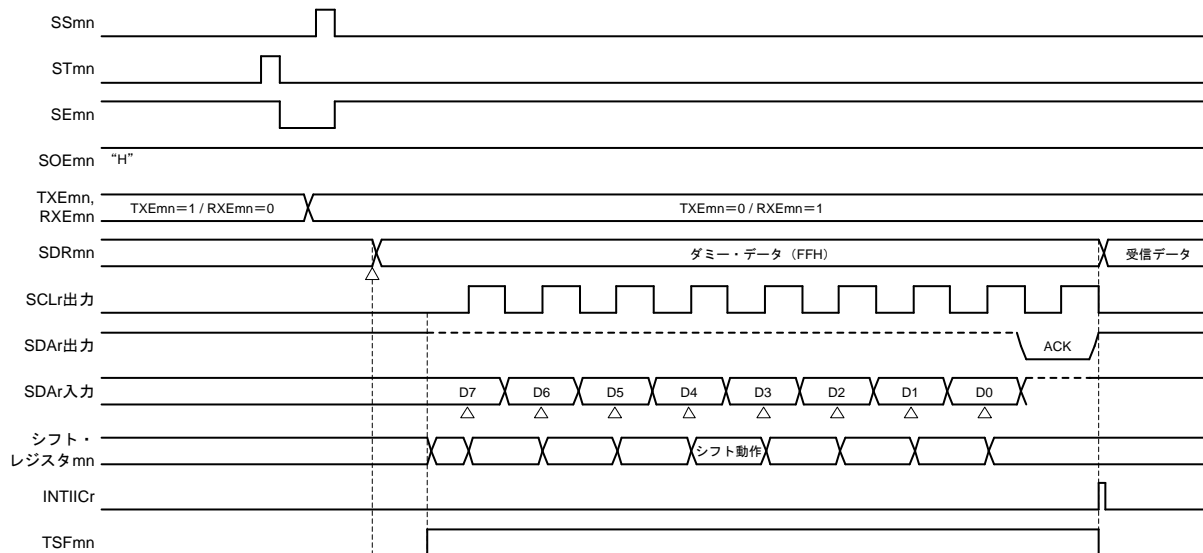 SSmn
STmn
SEmn
SOEmn “H”
TXEmn,
RXEmn
TXEmn＝1 / RXEmn＝0 TXEmn＝0 / RXEmn＝1
SDRmn ダミー・データ（FFH） 受信データ
SCLr出力
SDAr出力 ACK
SDAr入力 D7 D6 D5 D4 D3 D2 D1 D0
シフト・
レジスタmn
シフト動作
INTIICr
TSFmn